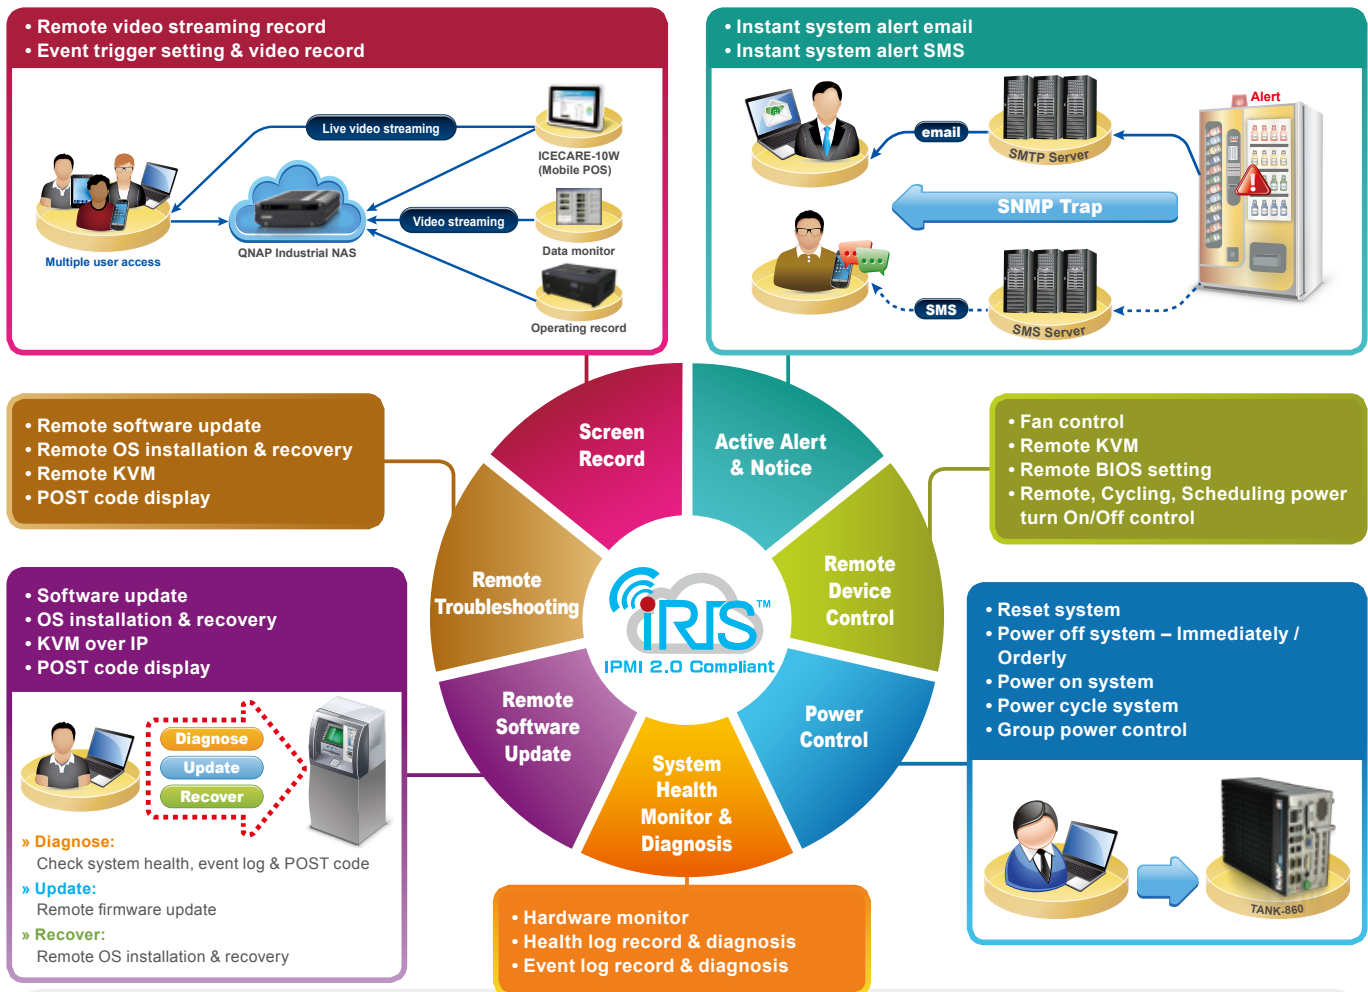 • Remote video streaming record
• Event trigger setting & video record
Live video streaming
ICECARE-10W
(Mobile POS)
Multiple user access
QNAP Industrial NAS
Video streaming
Data monitor
Operating record
• Instant system alert email
• Instant system alert SMS
email
SMTP Server
Alert
SNMP Trap
SMS
SMS Server
• Remote software update
• Remote OS installation & recovery
• Remote KVM
• POST code display
Screen
Record
Active Alert
& Notice
• Fan control
• Remote KVM
• Remote BIOS setting
• Remote, Cycling, Scheduling power
turn On/Off control
Remote
Troubleshooting
Remote
Device
Control
iRIS™
IPMI 2.0 Compliant
• Software update
• OS installation & recovery
• KVM over IP
• POST code display
Diagnose
Update
Recover
» Diagnose:
Check system health, event log & POST code
» Update:
Remote firmware update
» Recover:
Remote OS installation & recovery
Remote
Software
Update
System
Health
Monitor &
Diagnosis
Power
Control
• Reset system
• Power off system – Immediately /
Orderly
• Power on system
• Power cycle system
• Group power control
TANK-860
• Hardware monitor
• Health log record & diagnosis
• Event log record & diagnosis